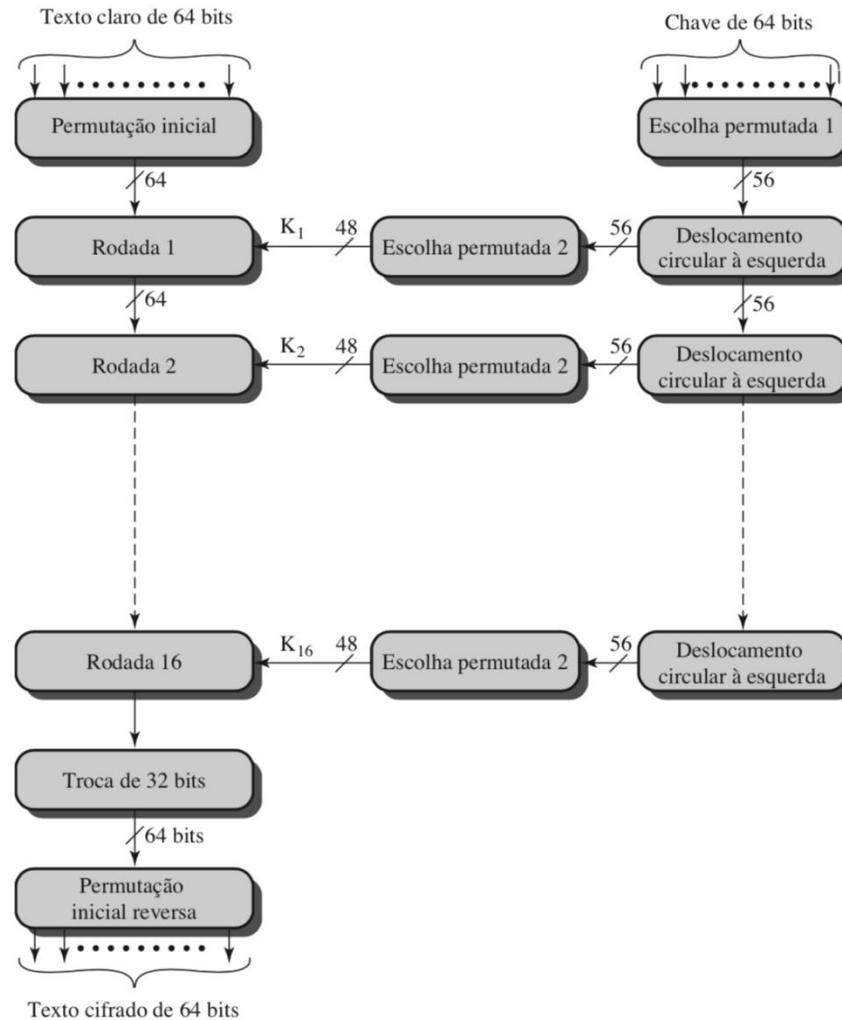 Texto claro de 64 bits
Chave de 64 bits
Permutação inicial
Escolha permutada 1
64
56
Rodada 1
K1
48
Escolha permutada 2
56
Deslocamento
circular à esquerda
64
56
Rodada 2
K2
48
Escolha permutada 2
56
Deslocamento
circular à esquerda
Rodada 16
K16
48
Escolha permutada 2
56
Deslocamento
circular à esquerda
Troca de 32 bits
64 bits
Permutação
inicial reversa
Texto cifrado de 64 bits